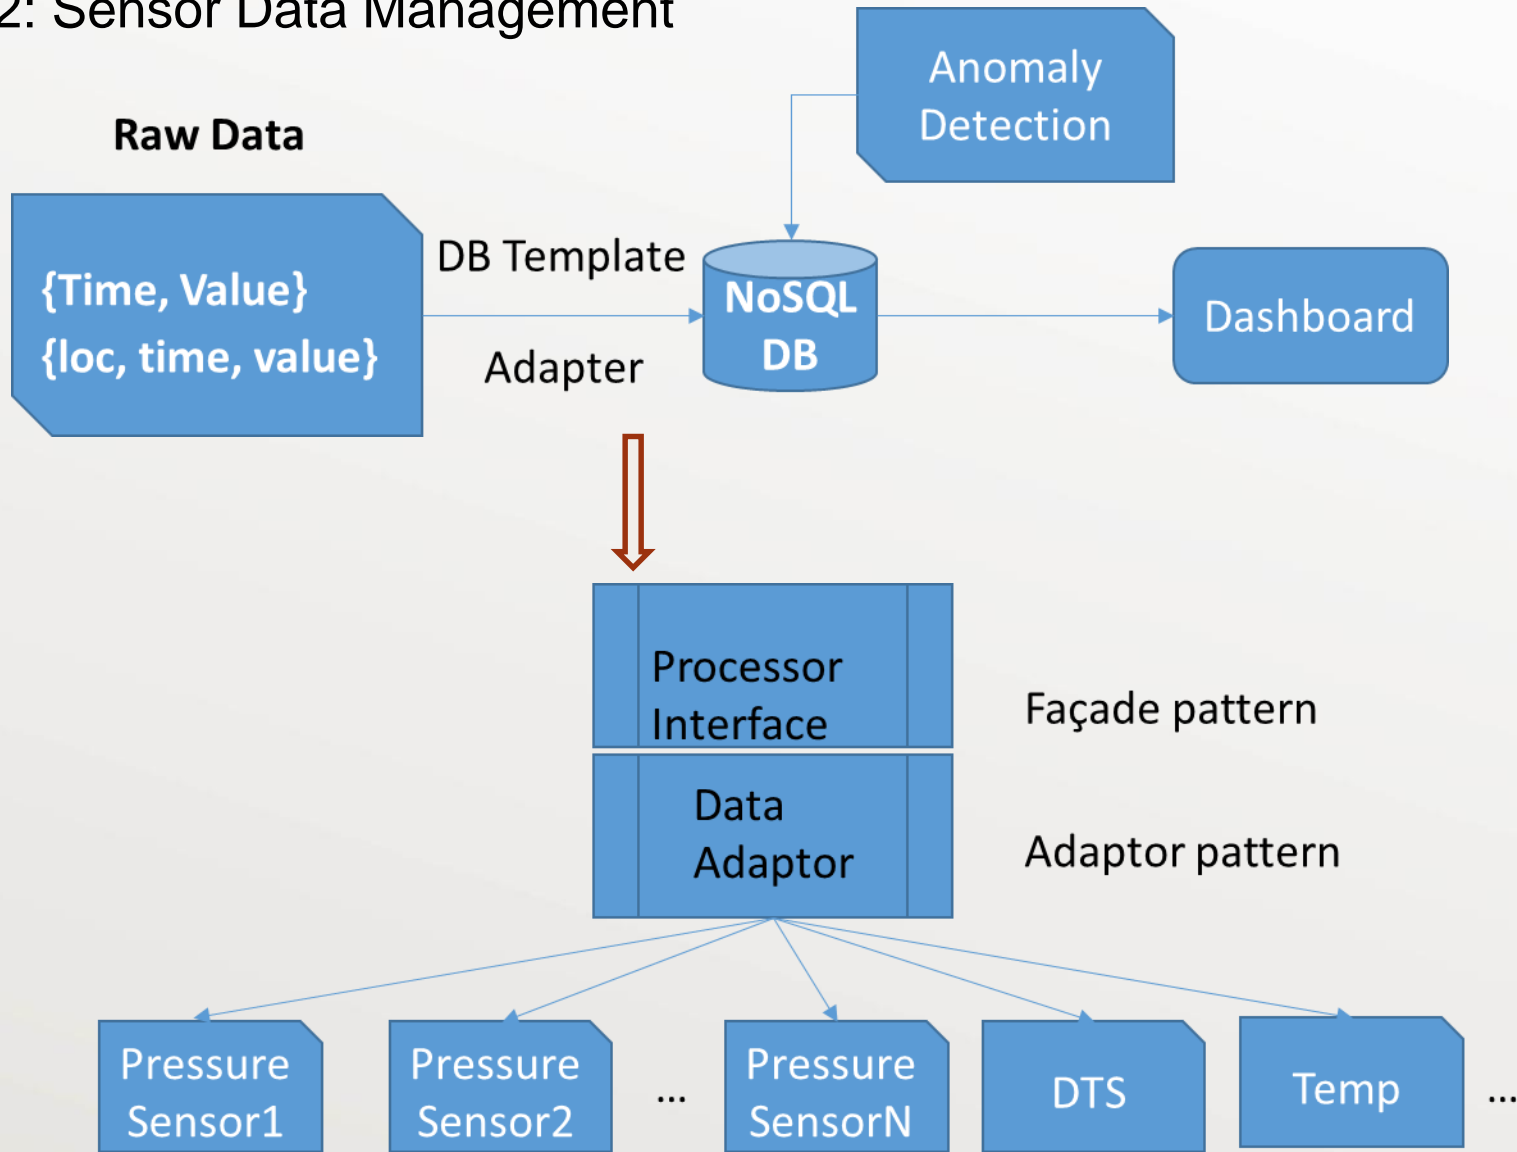 2: Sensor Data Management
Anomaly
Detection
Raw Data
DB Template
{Time, Value}
{loc, time, value}
NoSQL
DB
Dashboard
Adapter
Processor
Interface
Façade pattern
Data
Adaptor
Adaptor pattern
Pressure
Sensor1
Pressure
Sensor2
...
Pressure
SensorN
DTS
Temp
...